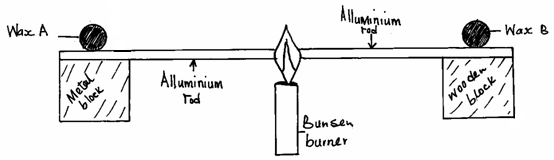 Wax A
Alluminium
rod
Wax B
Metal
block
Alluminium
rod
wooden
block
Bunsen
burner